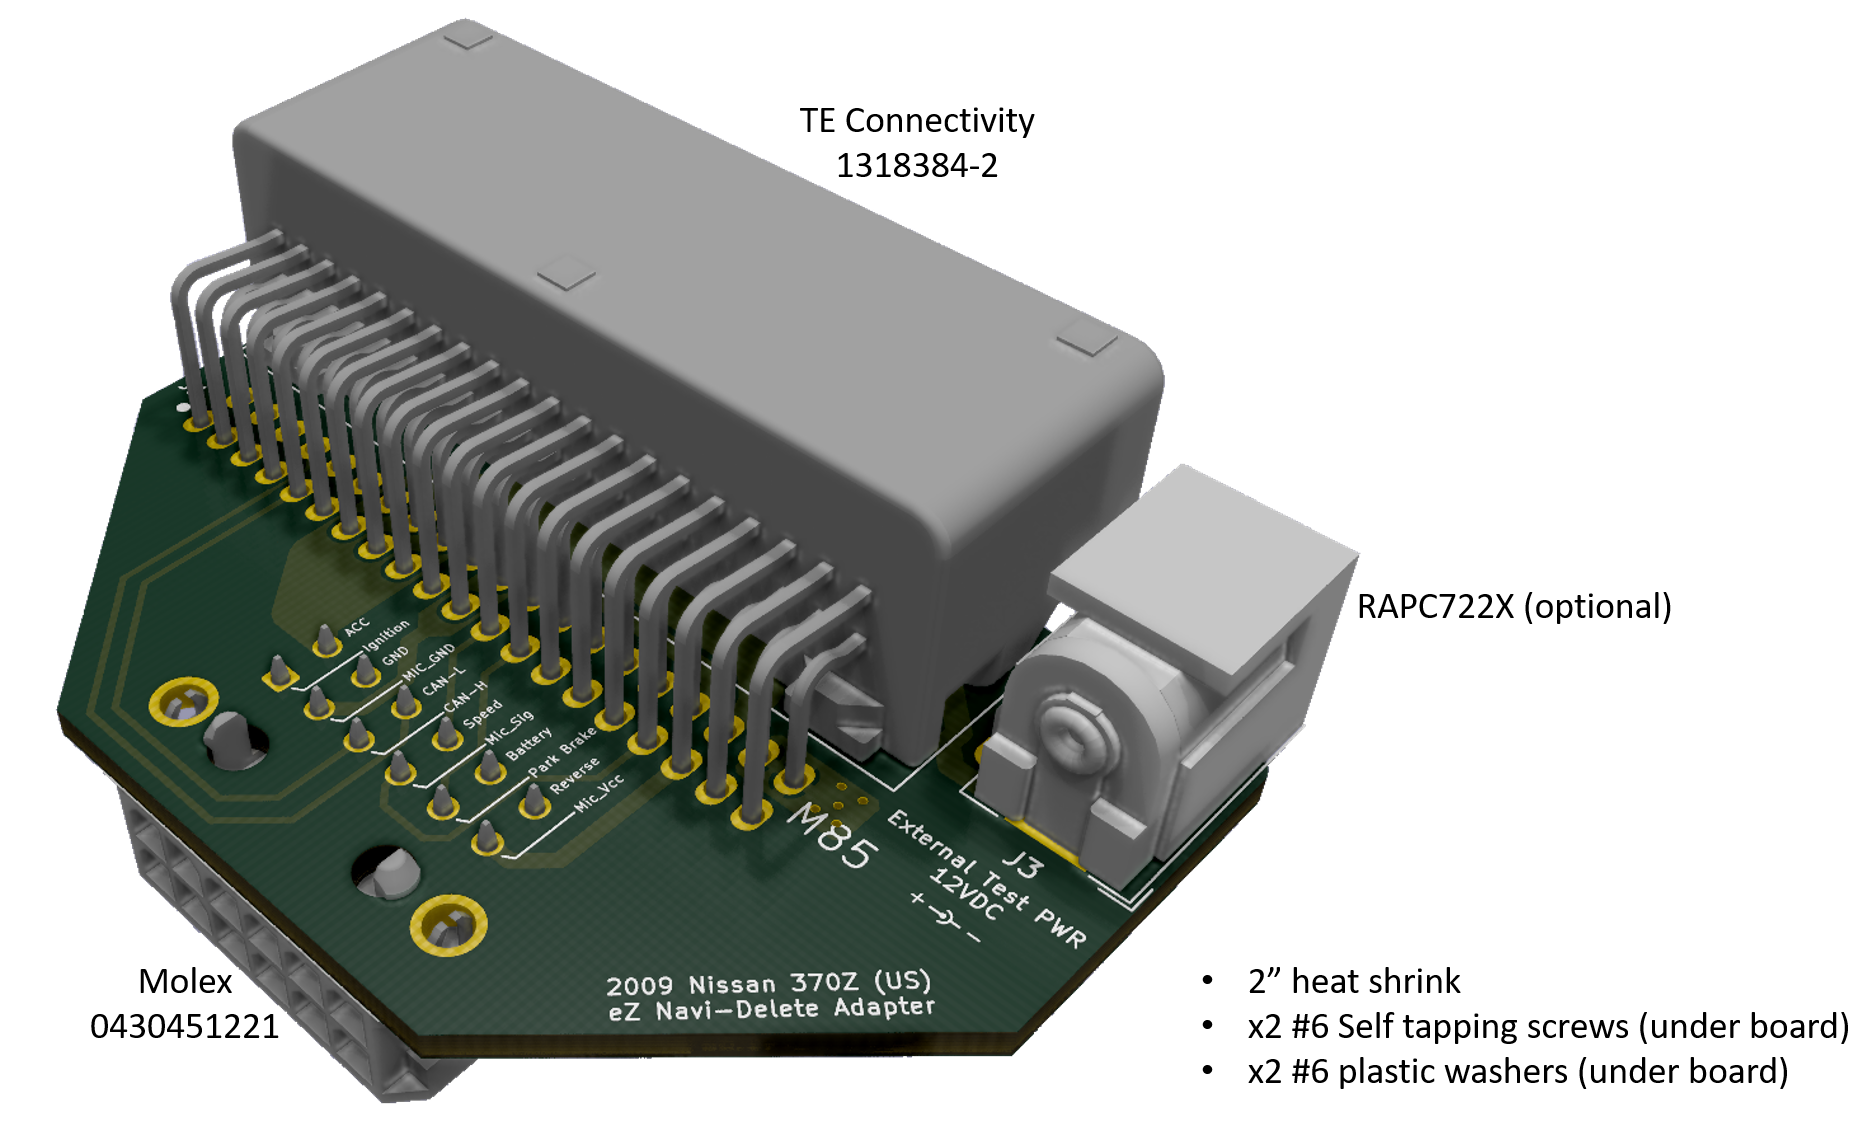 TE Connectivity
1318384-2
RAPC722X (optional)
ACC
Ignition
GND
MIC_GND
CAN-L
CAN-H
Speed
Mic_Sig
Battery
Park Brake
Reverse
Mic_Vcc
M85
External Test PWR
J3
12VDC
+ -
2009 Nissan 370Z (US)
eZ Navi-Delete Adapter
Molex
0430451221
• 2” heat shrink
• x2 #6 Self tapping screws (under board)
• x2 #6 plastic washers (under board)